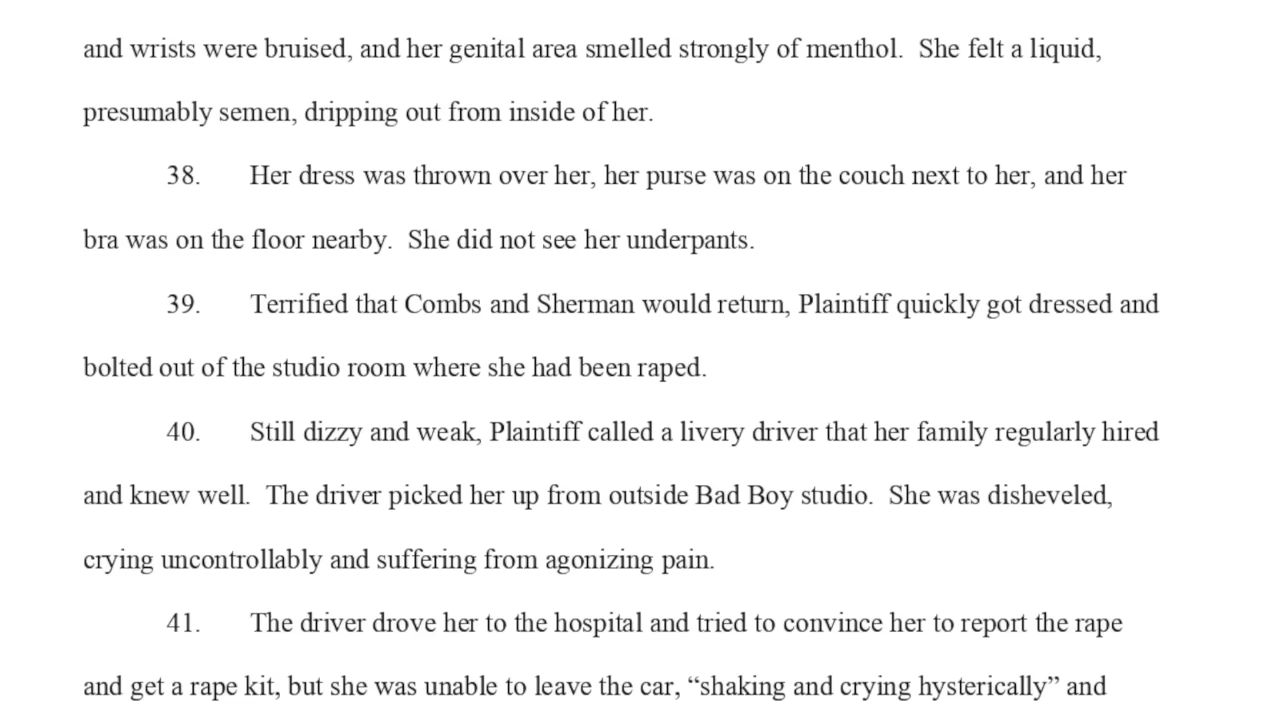 and wrists were bruised, and her genital area smelled strongly of menthol.  She felt a liquid,
presumably semen, dripping out from inside of her.
38. Her dress was thrown over her, her purse was on the couch next to her, and her
bra was on the floor nearby.  She did not see her underpants.
39. Terrified that Combs and Sherman would return, Plaintiff quickly got dressed and
bolted out of the studio room where she had been raped.
40. Still dizzy and weak, Plaintiff called a livery driver that her family regularly hired
and knew well.  The driver picked her up from outside Bad Boy studio.  She was disheveled,
crying uncontrollably and suffering from agonizing pain.
41. The driver drove her to the hospital and tried to convince her to report the rape
and get a rape kit, but she was unable to leave the car, “shaking and crying hysterically” and